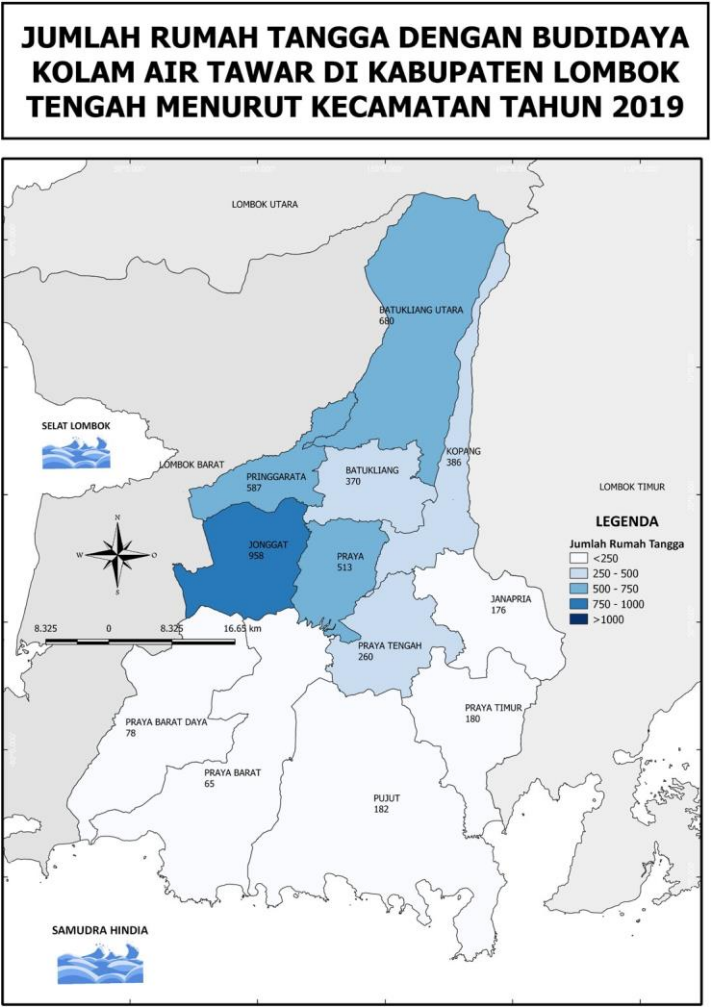 JUMLAH RUMAH TANGGA DENGAN BUDIDAYA
KOLAM AIR TAWAR DI KABUPATEN LOMBOK
TENGAH MENURUT KECAMATAN TAHUN 2019
LOMBOK UTARA
BATUKLIANG UTARA
680
SELAT LOMBOK
LOMBOK BARAT
PRINGGARATA
587
BATUKLIANG
370
KOPANG
386
LOMBOK TIMUR
LEGENDA
Jumlah Rumah Tangga
<250
250 - 500
500 - 750
750 - 1000
>1000
N
W
O
S
JONGGAT
958
PRAYA
513
JANAPRIA
176
8.325 0 8.325 16.65 km
PRAYA TENGAH
260
PRAYA TIMUR
180
PRAYA BARAT DAYA
78
PRAYA BARAT
65
PUJUT
182
SAMUDRA HINDIA